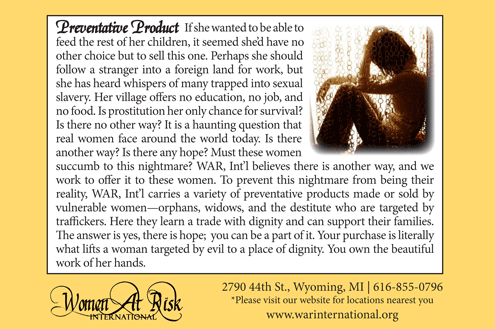 Preventative Product If she wanted to be able to
feed the rest of her children, it seemed she'd have no
other choice but to sell this one. Perhaps she should
follow a stranger into a foreign land for work, but
she has heard whispers of many trapped into sexual
slavery. Her village offers no education, no job, and
no food. Is prostitution her only chance for survival?
Is there no other way? It is a haunting question that
real women face around the world today. Is there
another way? Is there any hope? Must these women
succumb to this nightmare? WAR, Int'l believes there is another way, and we
work to offer it to these women. To prevent this nightmare from being their
reality, WAR, Int'l carries a variety of preventative products made or sold by
vulnerable women—orphans, widows, and the destitute who are targeted by
traffickers. Here they learn a trade with dignity and can support their families.
The answer is yes, there is hope; you can be a part of it. Your purchase is literally
what lifts a woman targeted by evil to a place of dignity. You own the beautiful
work of her hands.
Women At Risk
INTERNATIONAL
2790 44th St., Wyoming, MI | 616-855-0796
*Please visit our website for locations nearest you
www.warinternational.org